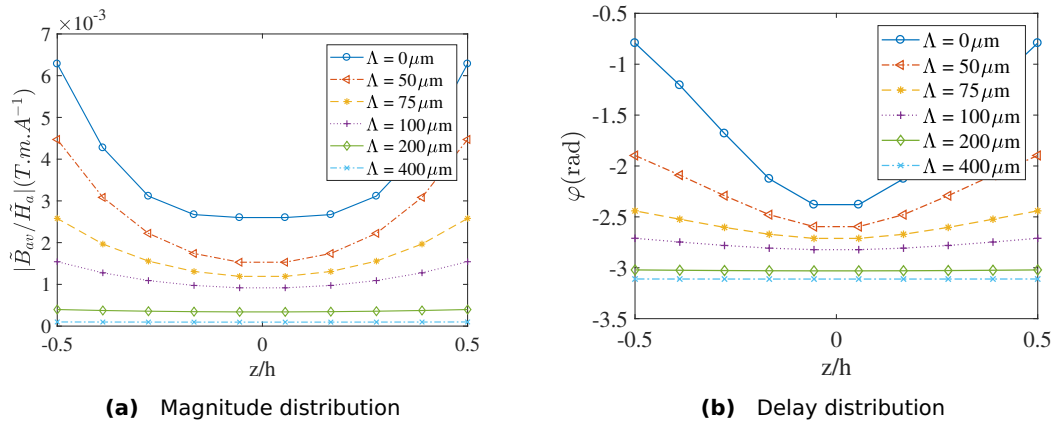 ×10⁻³
7
6
5
4
3
2
1
0
|B̃ₐᵥ/H̃ₐ|(T.m.A⁻¹)
Λ = 0μm
Λ = 50μm
Λ = 75μm
Λ = 100μm
Λ = 200μm
Λ = 400μm
-0.5 0 0.5
z/h
(a) Magnitude distribution
-0.5
-1
-1.5
-2
-2.5
-3
-3.5
φ(rad)
Λ = 0μm
Λ = 50μm
Λ = 75μm
Λ = 100μm
Λ = 200μm
Λ = 400μm
-0.5 0 0.5
z/h
(b) Delay distribution